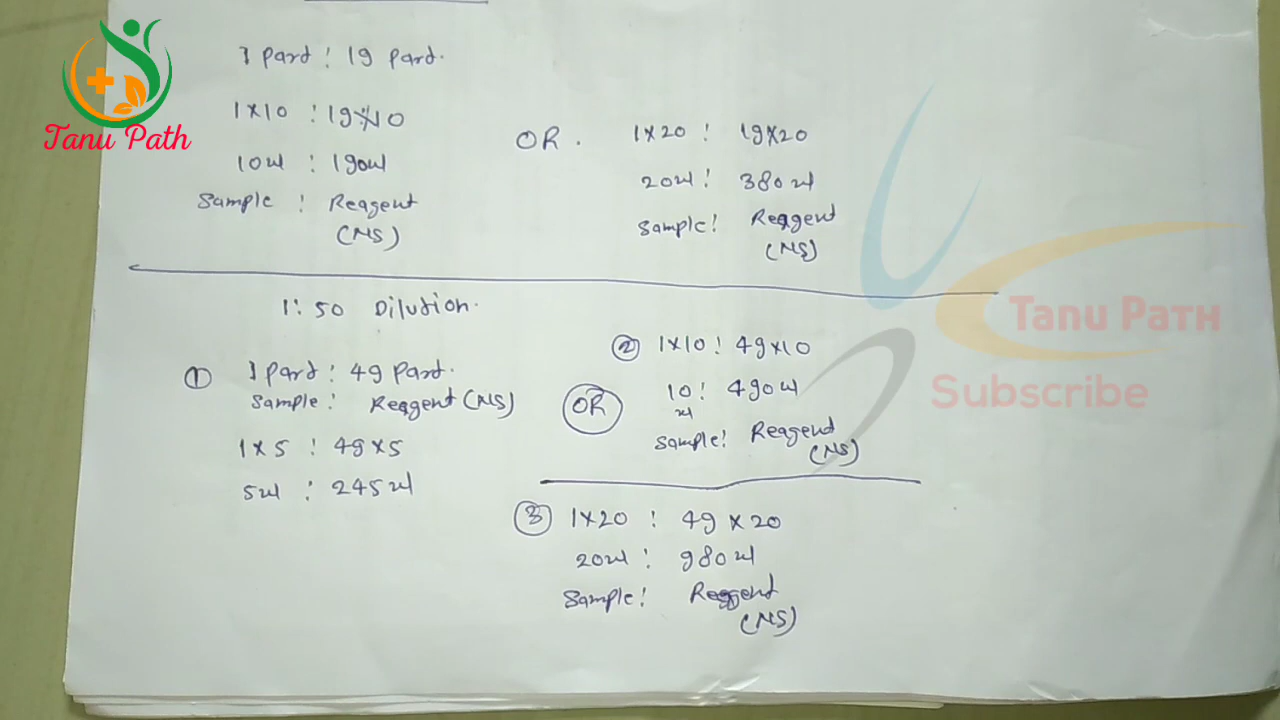 Tanu Path
1 Part : 19 Part.
1x10 : 19x10
10ul : 190ul
Sample : Reagent
(NS)
OR.
1x20 : 19x20
20ul : 380ul
Sample : Reagent
(NS)
1:50 Dilution.
① 1 Part : 49 Part.
Sample : Reagent (NS)
1x5 : 49x5
5ul : 245ul
OR
② 1x10 : 49x10
10 : 490ul
ul
Sample : Reagent
(NS)
③ 1x20 : 49x20
20ul : 980ul
Sample : Reagent
(NS)
Tanu Path
Subscribe